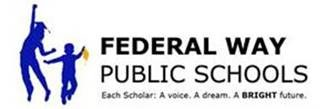 FEDERAL WAY
PUBLIC SCHOOLS
Each Scholar: A voice. A dream. A BRIGHT future.